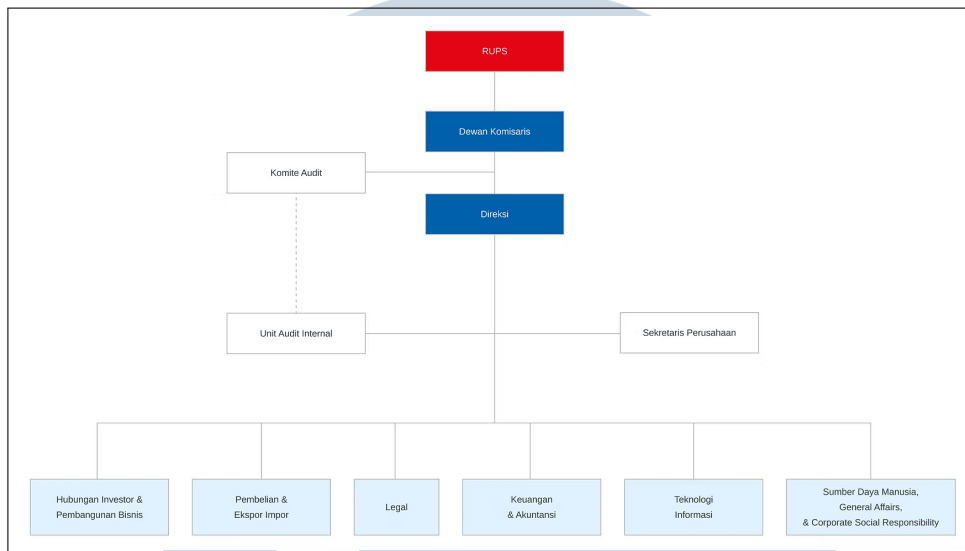 RUPS
Dewan Komisaris
Komite Audit
Direksi
Unit Audit Internal
Sekretaris Perusahaan
Hubungan Investor &
Pembangunan Bisnis
Pembelian &
Ekspor Impor
Legal
Keuangan
& Akuntansi
Teknologi
Informasi
Sumber Daya Manusia,
General Affairs,
& Corporate Social Responsibility